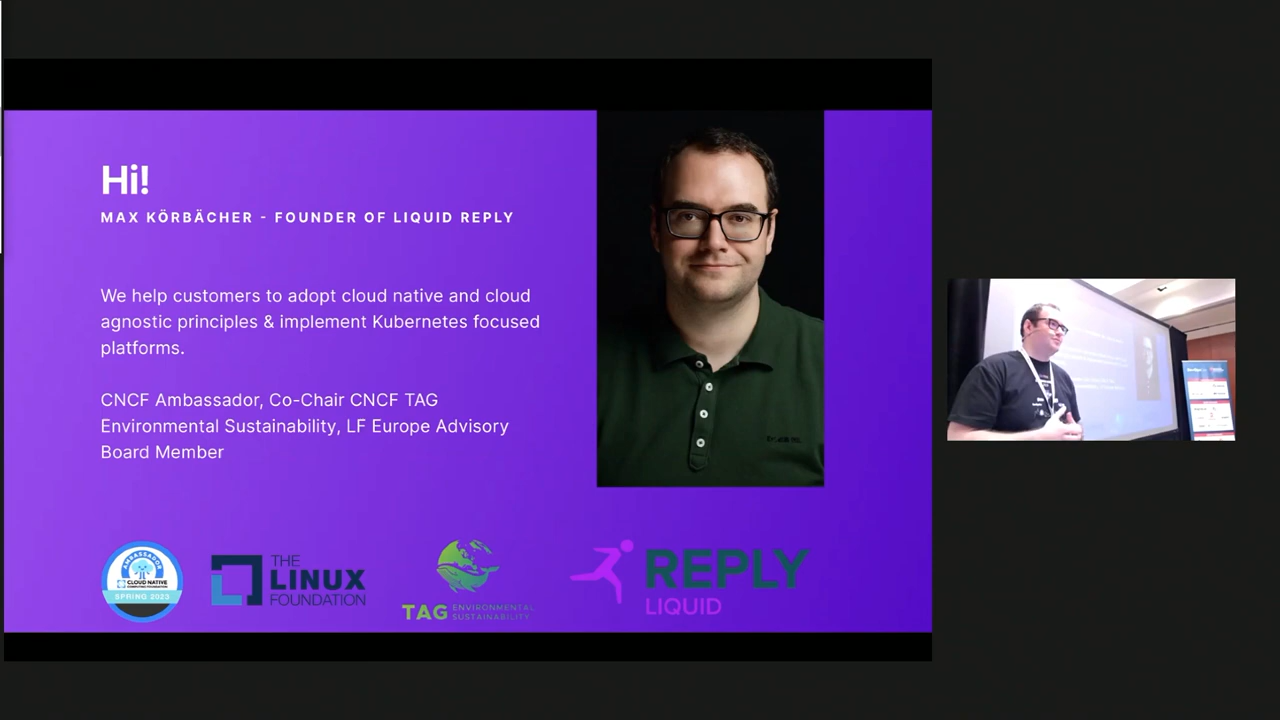 Hi!
MAX KÖRBÄCHER - FOUNDER OF LIQUID REPLY
We help customers to adopt cloud native and cloud
agnostic principles & implement Kubernetes focused
platforms.
CNCF Ambassador, Co-Chair CNCF TAG
Environmental Sustainability, LF Europe Advisory
Board Member
AMBASSADOR
CLOUD NATIVE
COMPUTING FOUNDATION
SPRING 2023
THE
LINUX
FOUNDATION
TAG ENVIRONMENTAL
SUSTAINABILITY
REPLY
LIQUID